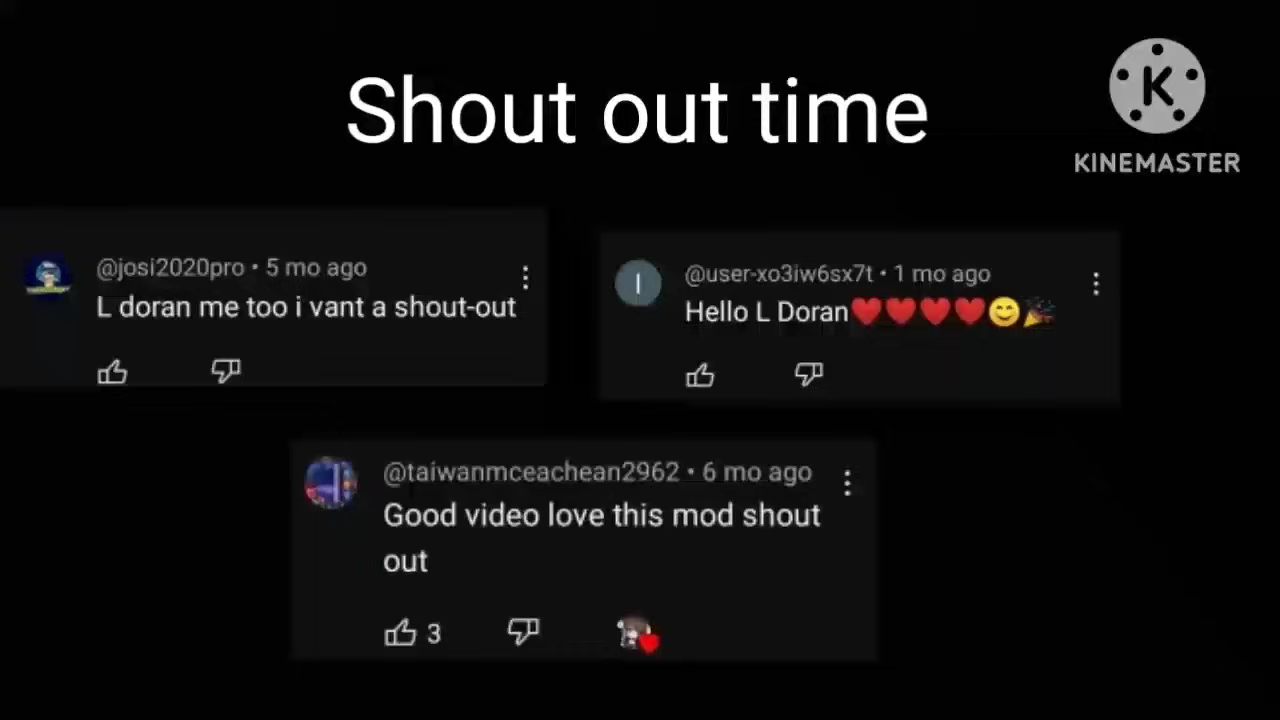 Shout out time
K
KINEMASTER
@josi2020pro • 5 mo ago
L doran me too i vant a shout-out
@user-xo3iw6sx7t • 1 mo ago
I
Hello L Doran❤️❤️❤️❤️😊🎉
@taiwanmceachean2962 • 6 mo ago
Good video love this mod shout
out
3